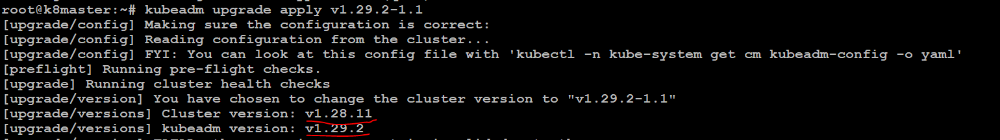 root@k8master:~# kubeadm upgrade apply v1.29.2-1.1
[upgrade/config] Making sure the configuration is correct:
[upgrade/config] Reading configuration from the cluster...
[upgrade/config] FYI: You can look at this config file with 'kubectl -n kube-system get cm kubeadm-config -o yaml'
[preflight] Running pre-flight checks.
[upgrade] Running cluster health checks
[upgrade/version] You have chosen to change the cluster version to "v1.29.2-1.1"
[upgrade/versions] Cluster version: v1.28.11
[upgrade/versions] kubeadm version: v1.29.2